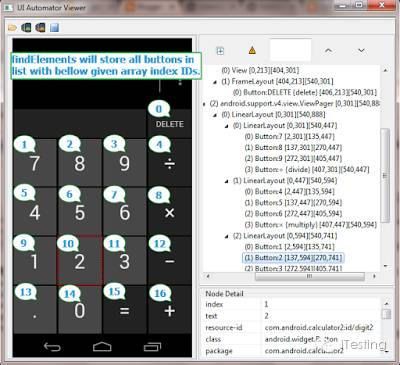 UI Automator Viewer
findElements will store all buttons in
list with bellow given array index IDs.
0
DELETE
1 2 3 4
7 8 9 ÷
5 6 7 8
4 5 6 ×
9 10 11 12
1 2 3 −
13 14 15 16
. 0 = +
(0) View [0,213][404,301]
(1) FrameLayout [404,213][540,301]
(0) Button:DELETE {delete} [406,213][540,301]
(2) android.support.v4.view.ViewPager [0,301][540,888]
(0) LinearLayout [0,301][540,888]
(0) LinearLayout [0,301][540,447]
(0) Button:7 [2,301][135,447]
(1) Button:8 [137,301][270,447]
(2) Button:9 [272,301][405,447]
(3) Button:÷ {divide} [407,301][540,447]
(1) LinearLayout [0,447][540,594]
(0) Button:4 [2,447][135,594]
(1) Button:5 [137,447][270,594]
(2) Button:6 [272,447][405,594]
(3) Button:× {multiply} [407,447][540,594]
(2) LinearLayout [0,594][540,741]
(0) Button:1 [2,594][135,741]
(1) Button:2 [137,594][270,741]
(2) Button:3 [272,594][405,741]
Node Detail
index 1
text 2
resource-id com.android.calculator2:id/digit2
class android.widget.Button
package com.android.calculator2
iTesting